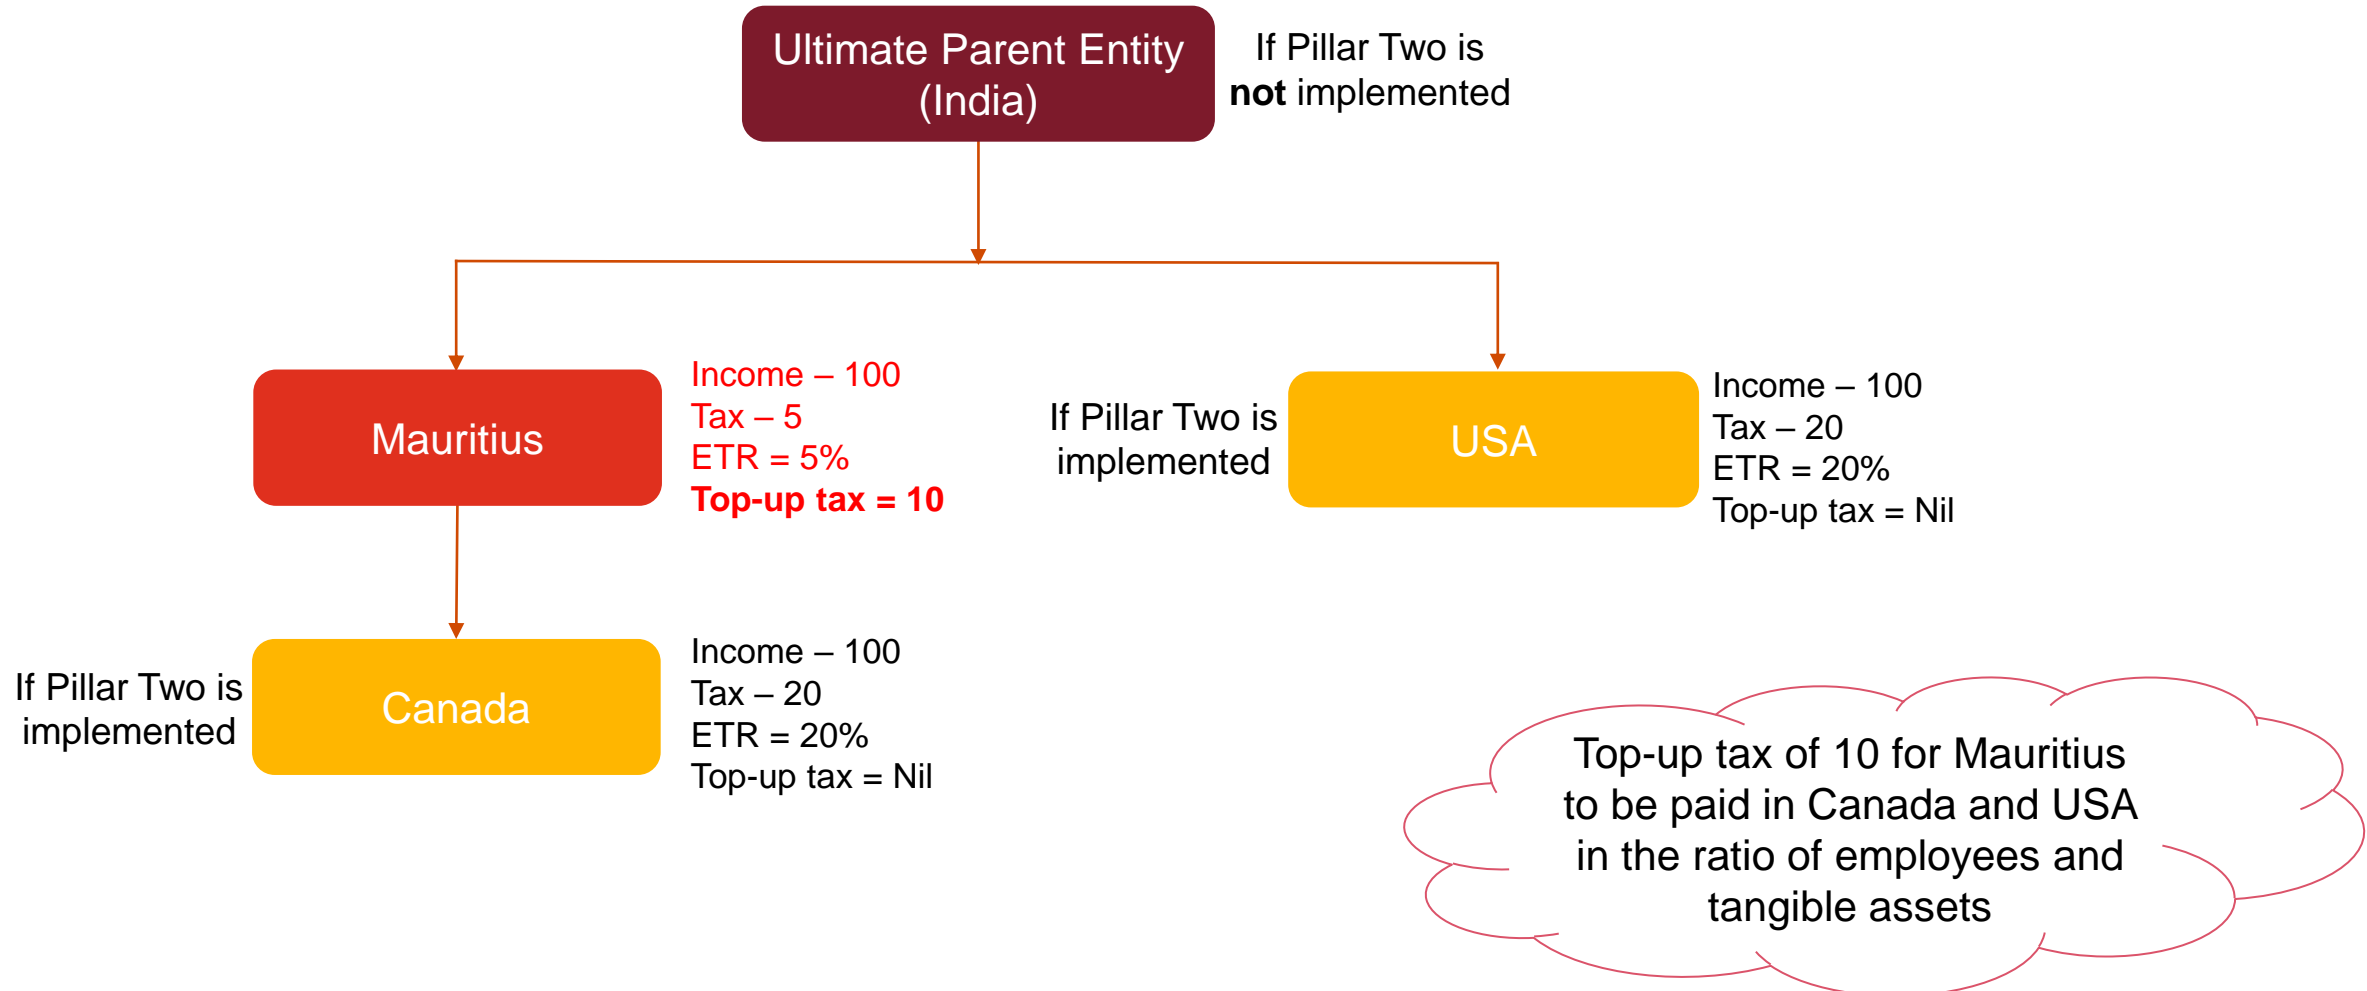 Ultimate Parent Entity
(India)
If Pillar Two is
not implemented
Mauritius
Income – 100
Tax – 5
ETR = 5%
Top-up tax = 10
If Pillar Two is
implemented
USA
Income – 100
Tax – 20
ETR = 20%
Top-up tax = Nil
If Pillar Two is
implemented
Canada
Income – 100
Tax – 20
ETR = 20%
Top-up tax = Nil
Top-up tax of 10 for Mauritius
to be paid in Canada and USA
in the ratio of employees and
tangible assets